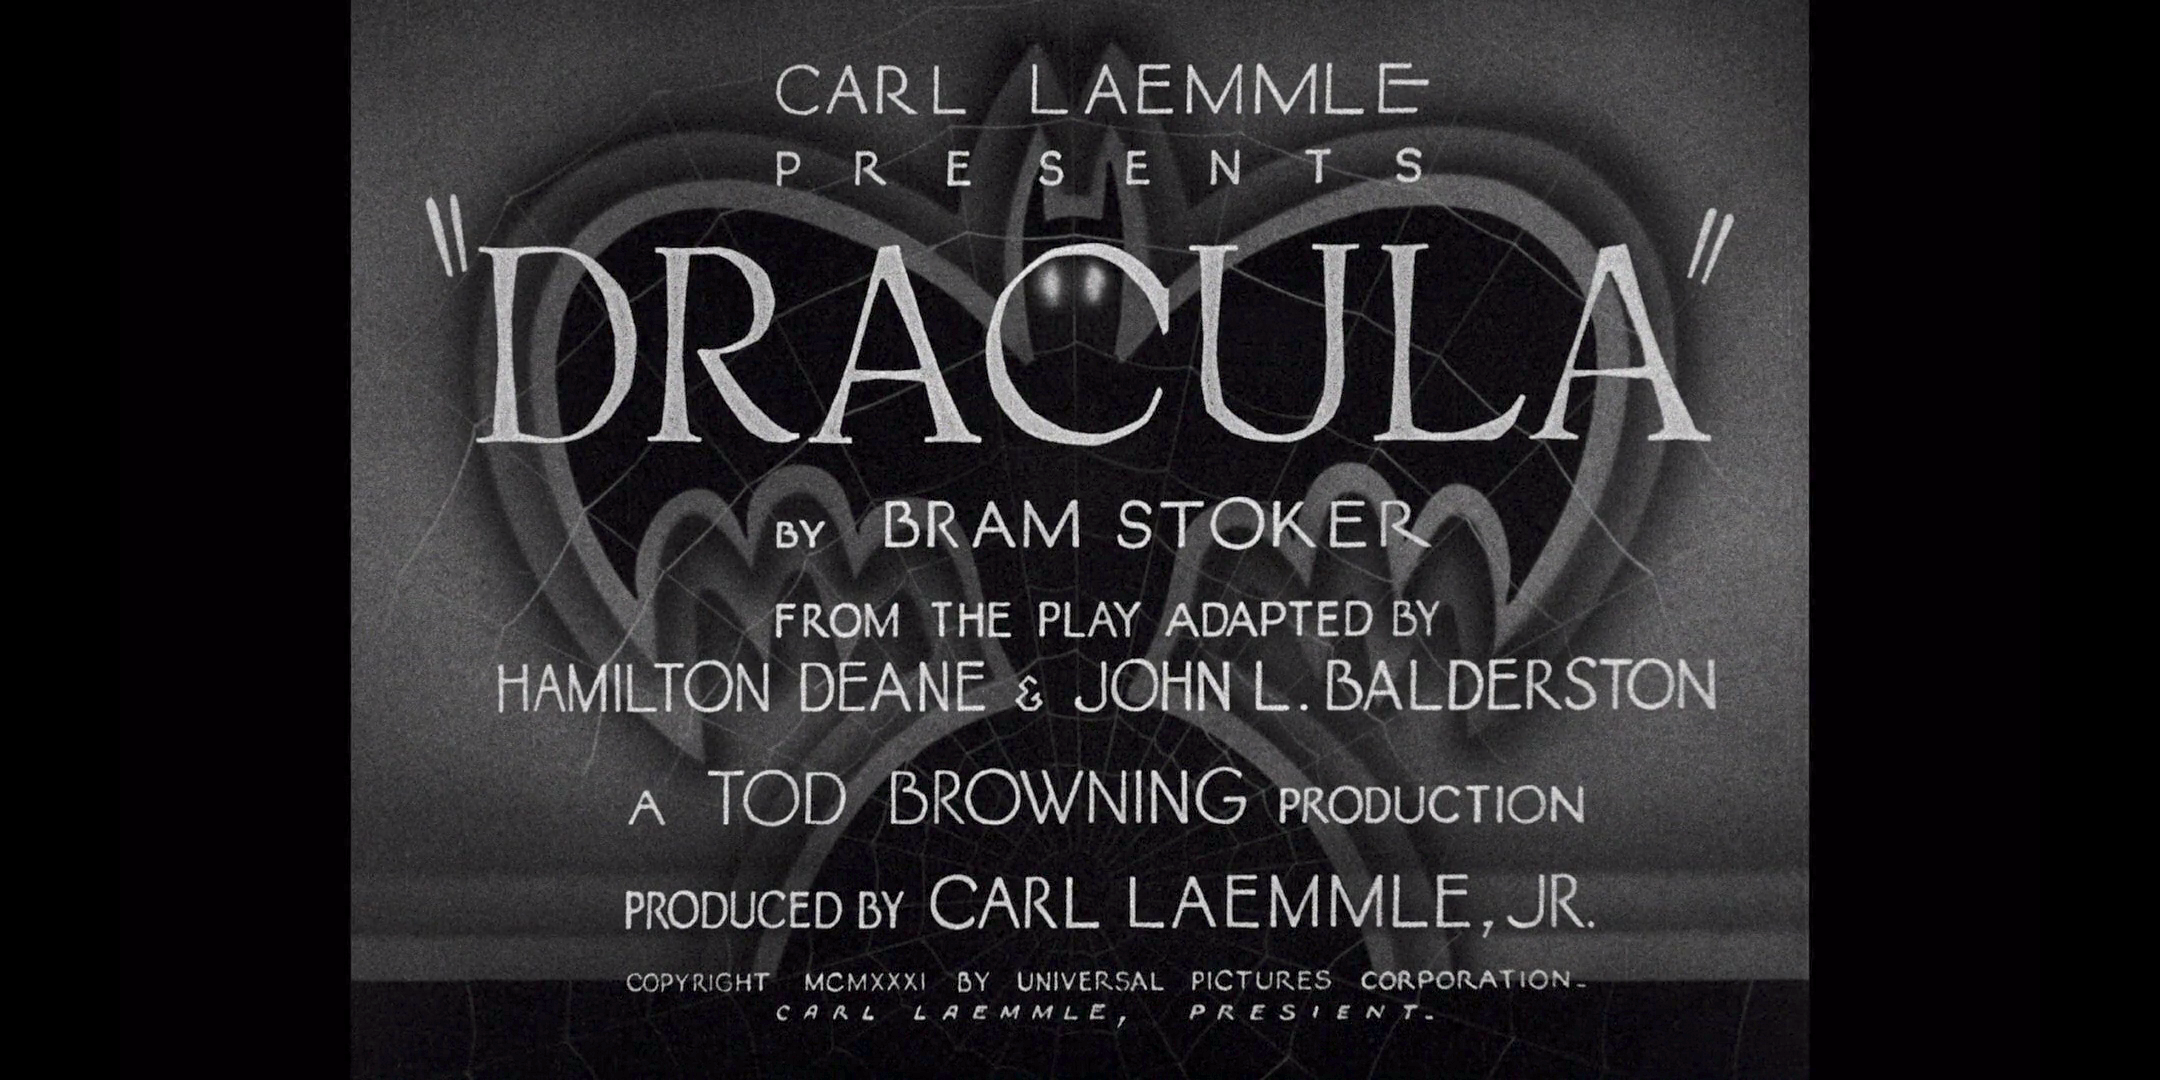 CARL LAEMMLE
PRESENTS
"DRACULA"
BY BRAM STOKER
FROM THE PLAY ADAPTED BY
HAMILTON DEANE & JOHN L. BALDERSTON
A TOD BROWNING PRODUCTION
PRODUCED BY CARL LAEMMLE, JR.
COPYRIGHT MCMXXXI BY UNIVERSAL PICTURES CORPORATION-
CARL LAEMMLE, PRESIENT-